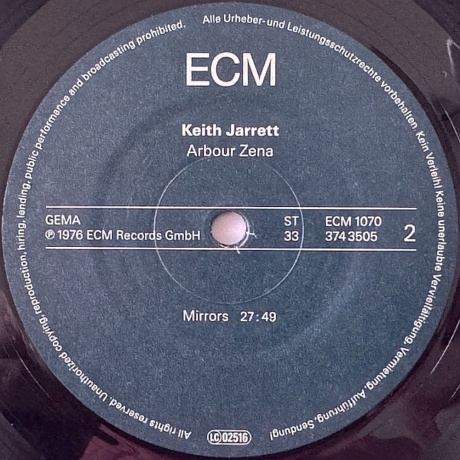 Alle Urheber- und Leistungsschutzrechte vorbehalten. Kein Verleih! Keine unerlaubte Vervielfältigung, Vermietung, Aufführung, Sendung!
ECM
Keith Jarrett
Arbour Zena
GEMA ST ECM 1070
℗ 1976 ECM Records GmbH 33 374 3505 2
Mirrors 27:49
LC 02516
All rights reserved. Unauthorized copying, reproduction, hiring, lending, public performance and broadcasting prohibited.